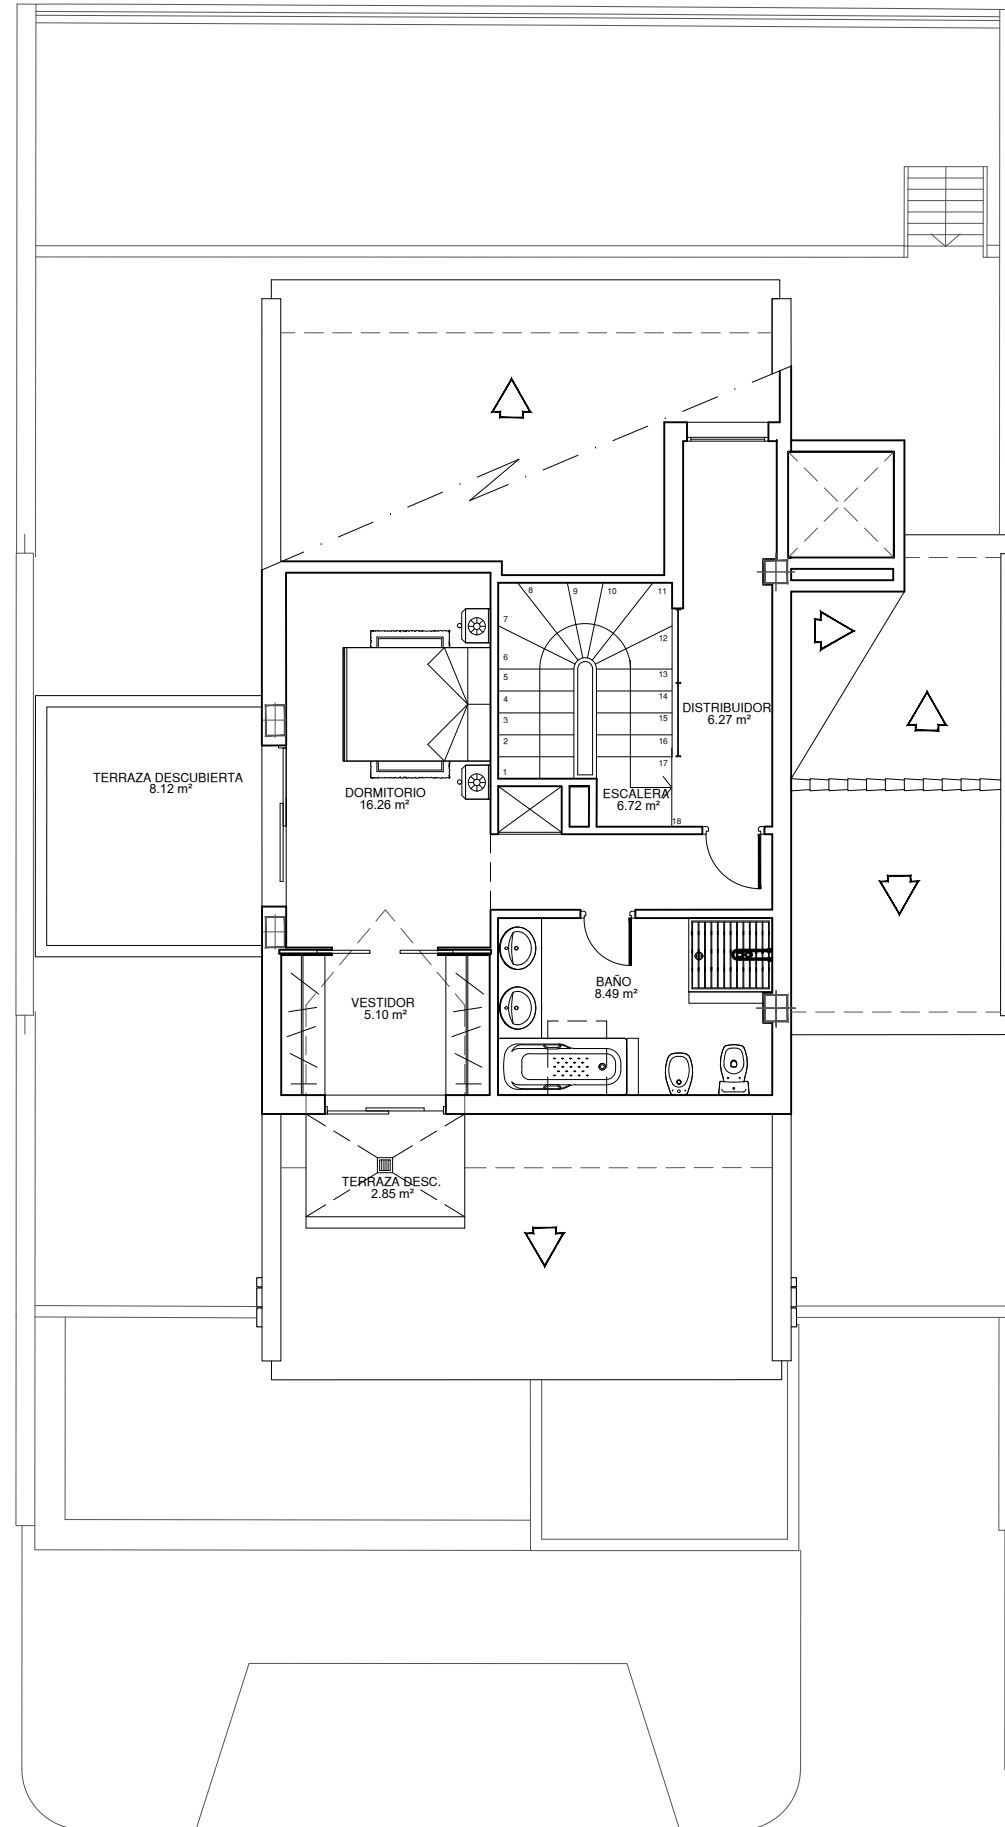 8
9
10
11
7
12
6
13
5
4
14
3
15
2
16
17
1
18
DISTRIBUIDOR
6.27 m²
TERRAZA DESCUBIERTA
8.12 m²
DORMITORIO
16.26 m²
ESCALERA
6.72 m²
BAÑO
8.49 m²
VESTIDOR
5.10 m²
TERRAZA DESC.
2.85 m²